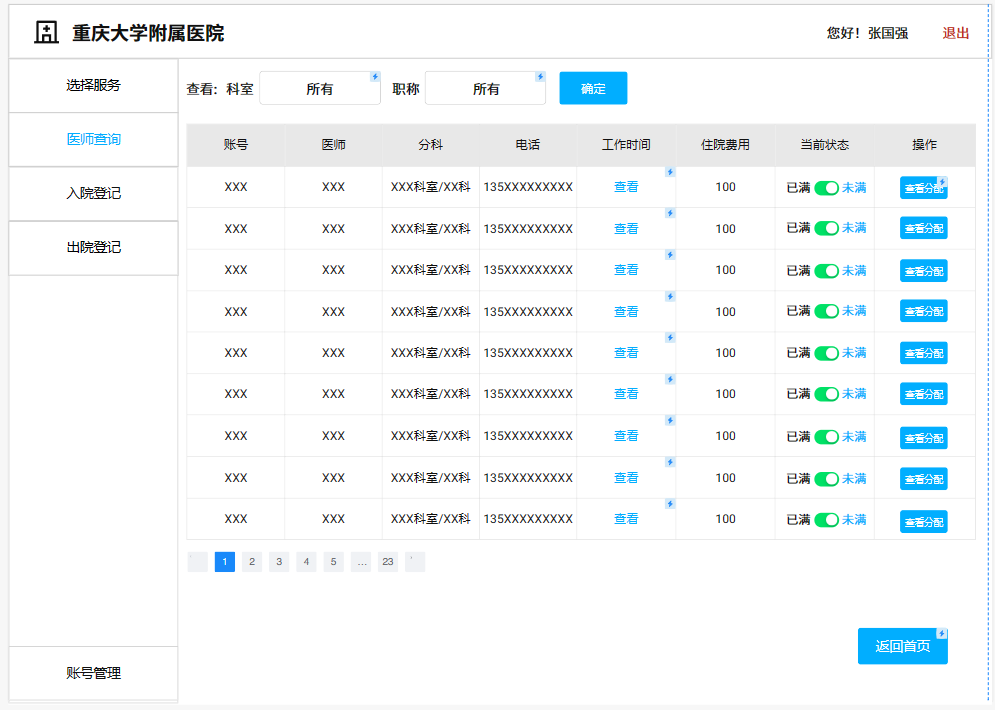 重庆大学附属医院
您好！张国强 退出
选择服务
医师查询
入院登记
出院登记
账号管理
查看: 科室 所有 职称 所有 确定
账号 医师 分科 电话 工作时间 住院费用 当前状态 操作
XXX XXX XXX科室/XX科 135XXXXXXXXX 查看 100 已满 未满 查看分配
XXX XXX XXX科室/XX科 135XXXXXXXXX 查看 100 已满 未满 查看分配
XXX XXX XXX科室/XX科 135XXXXXXXXX 查看 100 已满 未满 查看分配
XXX XXX XXX科室/XX科 135XXXXXXXXX 查看 100 已满 未满 查看分配
XXX XXX XXX科室/XX科 135XXXXXXXXX 查看 100 已满 未满 查看分配
XXX XXX XXX科室/XX科 135XXXXXXXXX 查看 100 已满 未满 查看分配
XXX XXX XXX科室/XX科 135XXXXXXXXX 查看 100 已满 未满 查看分配
XXX XXX XXX科室/XX科 135XXXXXXXXX 查看 100 已满 未满 查看分配
XXX XXX XXX科室/XX科 135XXXXXXXXX 查看 100 已满 未满 查看分配
1 2 3 4 5 ... 23
返回首页